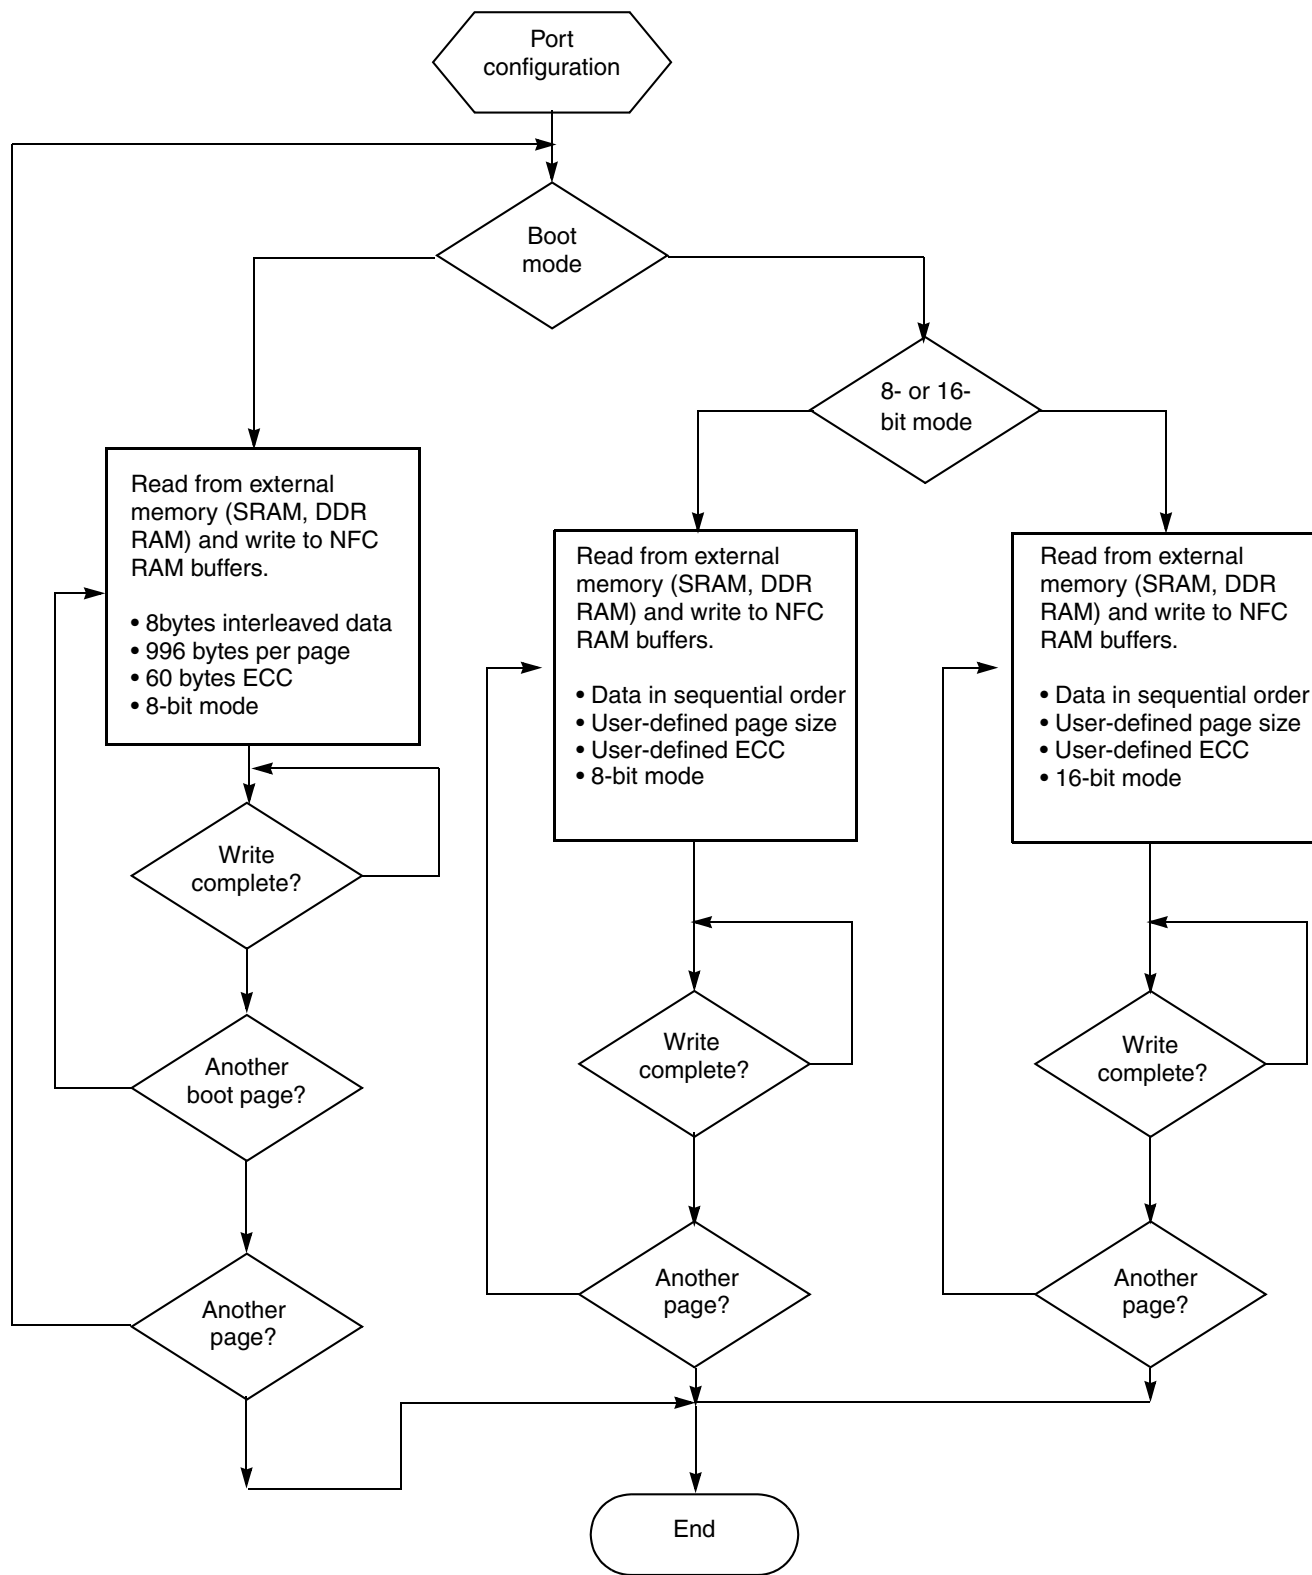 Port
configuration
Boot
mode
8- or 16-
bit mode
Read from external
memory (SRAM, DDR
RAM) and write to NFC
RAM buffers.
• 8bytes interleaved data
• 996 bytes per page
• 60 bytes ECC
• 8-bit mode
Read from external
memory (SRAM, DDR
RAM) and write to NFC
RAM buffers.
• Data in sequential order
• User-defined page size
• User-defined ECC
• 8-bit mode
Read from external
memory (SRAM, DDR
RAM) and write to NFC
RAM buffers.
• Data in sequential order
• User-defined page size
• User-defined ECC
• 16-bit mode
Write
complete?
Another
boot page?
Another
page?
Write
complete?
Another
page?
Write
complete?
Another
page?
End